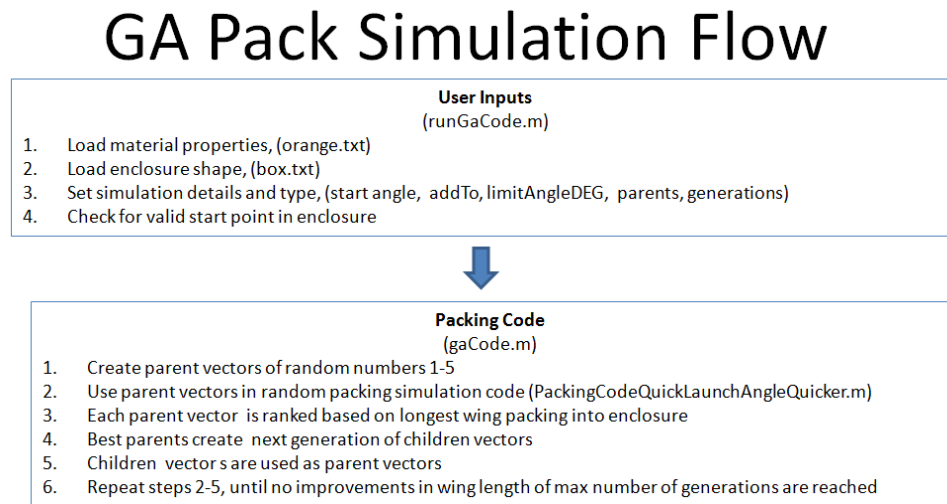 GA Pack Simulation Flow
User Inputs
(runGaCode.m)
1. Load material properties, (orange.txt)
2. Load enclosure shape, (box.txt)
3. Set simulation details and type, (start angle, addTo, limitAngleDEG, parents, generations)
4. Check for valid start point in enclosure
Packing Code
(gaCode.m)
1. Create parent vectors of random numbers 1-5
2. Use parent vectors in random packing simulation code (PackingCodeQuickLaunchAngleQuicker.m)
3. Each parent vector is ranked based on longest wing packing into enclosure
4. Best parents create next generation of children vectors
5. Children vector s are used as parent vectors
6. Repeat steps 2-5, until no improvements in wing length of max number of generations are reached